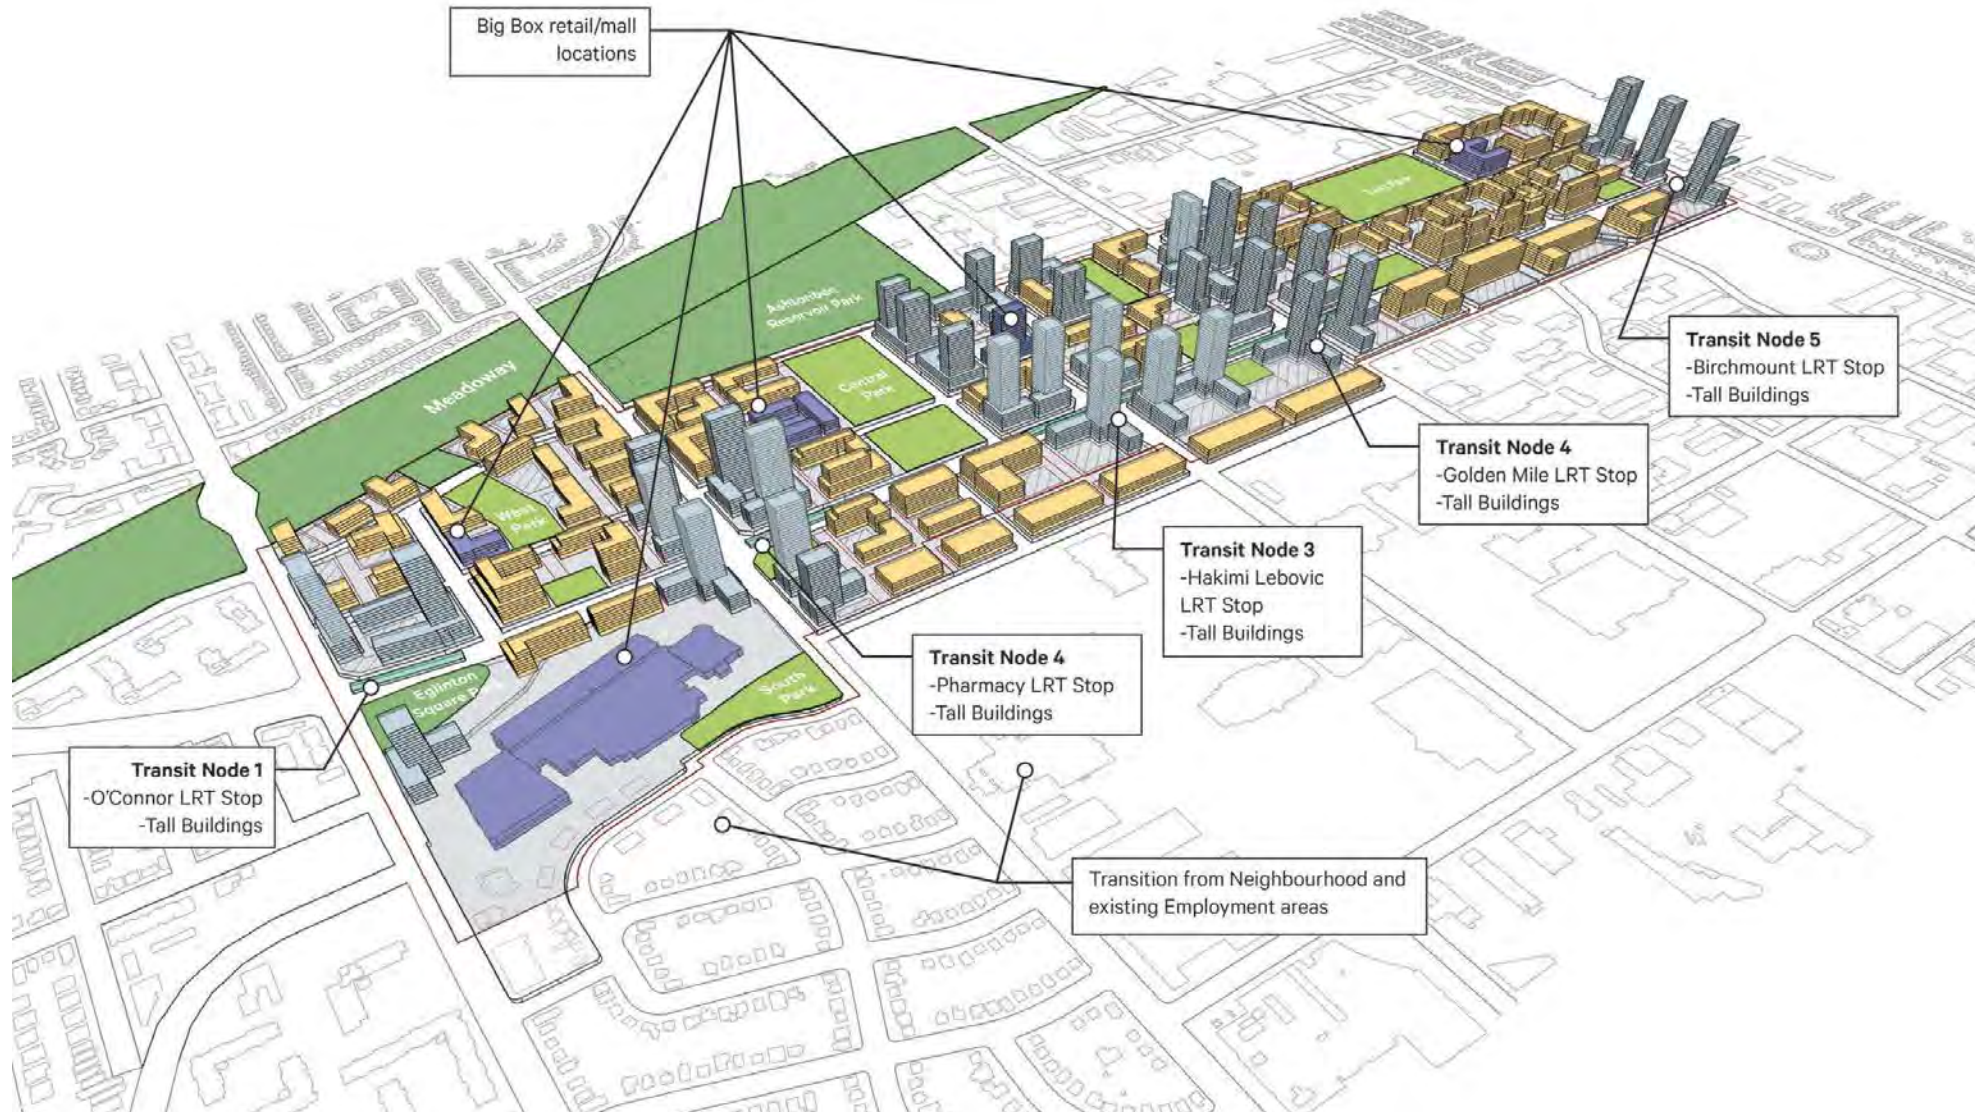 Big Box retail/mall
locations
Meadoway
Ashtonbee
Reservoir Park
Central
Park
West
Park
Eglinton
Square
South
Park
Transit Node 5
-Birchmount LRT Stop
-Tall Buildings
Transit Node 4
-Golden Mile LRT Stop
-Tall Buildings
Transit Node 3
-Hakimi Lebovic
LRT Stop
-Tall Buildings
Transit Node 4
-Pharmacy LRT Stop
-Tall Buildings
Transit Node 1
-O'Connor LRT Stop
-Tall Buildings
Transition from Neighbourhood and
existing Employment areas